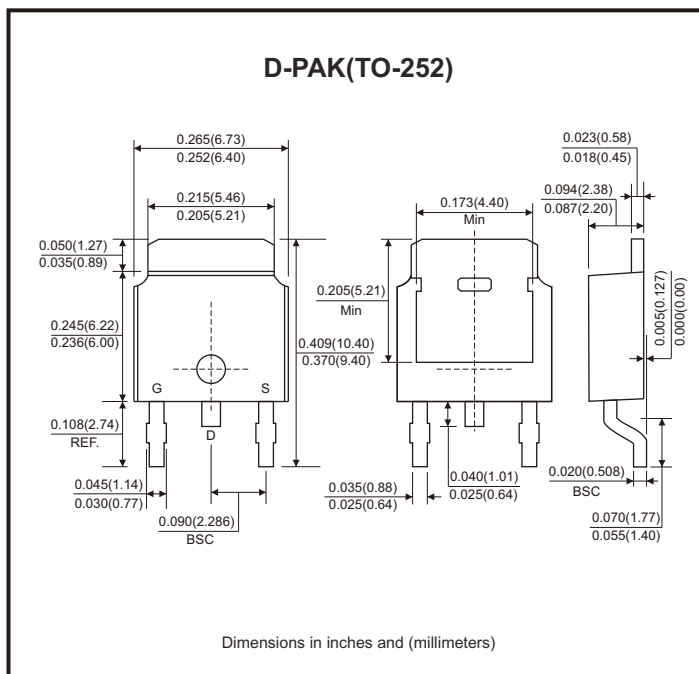 D-PAK(TO-252)
0.265(6.73)
0.252(6.40)
0.215(5.46)
0.205(5.21)
0.050(1.27)
0.035(0.89)
0.245(6.22)
0.236(6.00)
0.409(10.40)
0.370(9.40)
G
S
D
0.108(2.74)
REF.
0.045(1.14)
0.030(0.77)
0.090(2.286)
BSC
0.173(4.40)
Min
0.205(5.21)
Min
0.040(1.01)
0.025(0.64)
0.035(0.88)
0.025(0.64)
0.023(0.58)
0.018(0.45)
0.094(2.38)
0.087(2.20)
0.005(0.127)
0.000(0.00)
0.020(0.508)
BSC
0.070(1.77)
0.055(1.40)
Dimensions in inches and (millimeters)